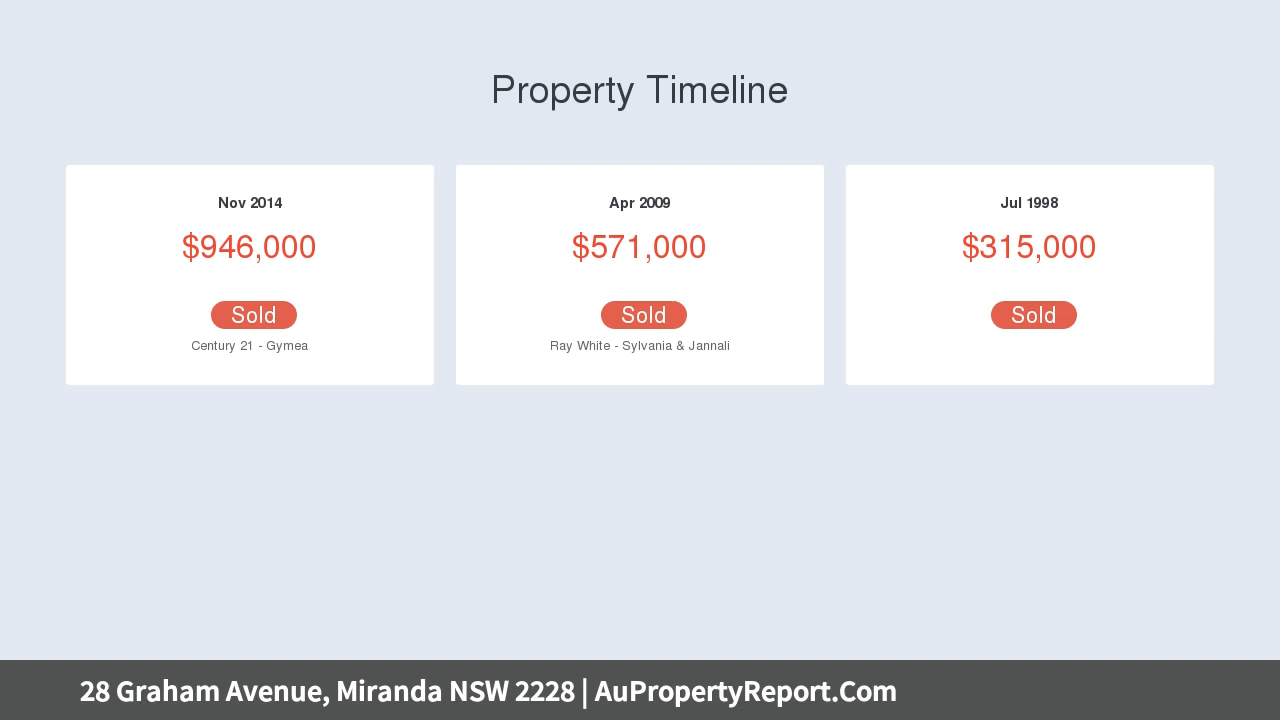 Property Timeline
Nov 2014
$946,000
Sold
Century 21 - Gymea
Apr 2009
$571,000
Sold
Ray White - Sylvania & Jannali
Jul 1998
$315,000
Sold
28 Graham Avenue, Miranda NSW 2228 | AuPropertyReport.Com